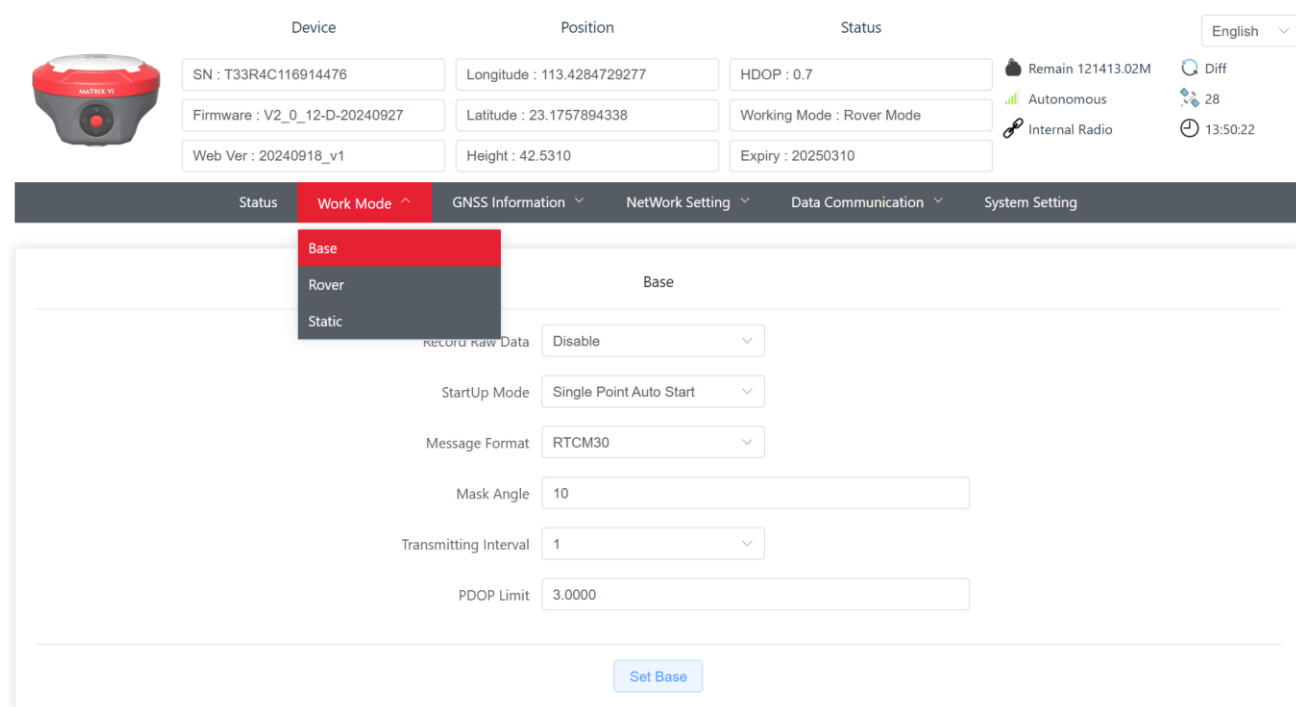 Device Position Status English
SN : T33R4C116914476 Longitude : 113.4284729277 HDOP : 0.7 Remain 121413.02M Diff
MATRIX VI
Firmware : V2_0_12-D-20240927 Latitude : 23.1757894338 Working Mode : Rover Mode Autonomous 28
Internal Radio 13:50:22
Web Ver : 20240918_v1 Height : 42.5310 Expiry : 20250310
Status Work Mode GNSS Information NetWork Setting Data Communication System Setting
Base
Rover
Static
Base
Record Raw Data Disable
StartUp Mode Single Point Auto Start
Message Format RTCM30
Mask Angle 10
Transmitting Interval 1
PDOP Limit 3.0000
Set Base